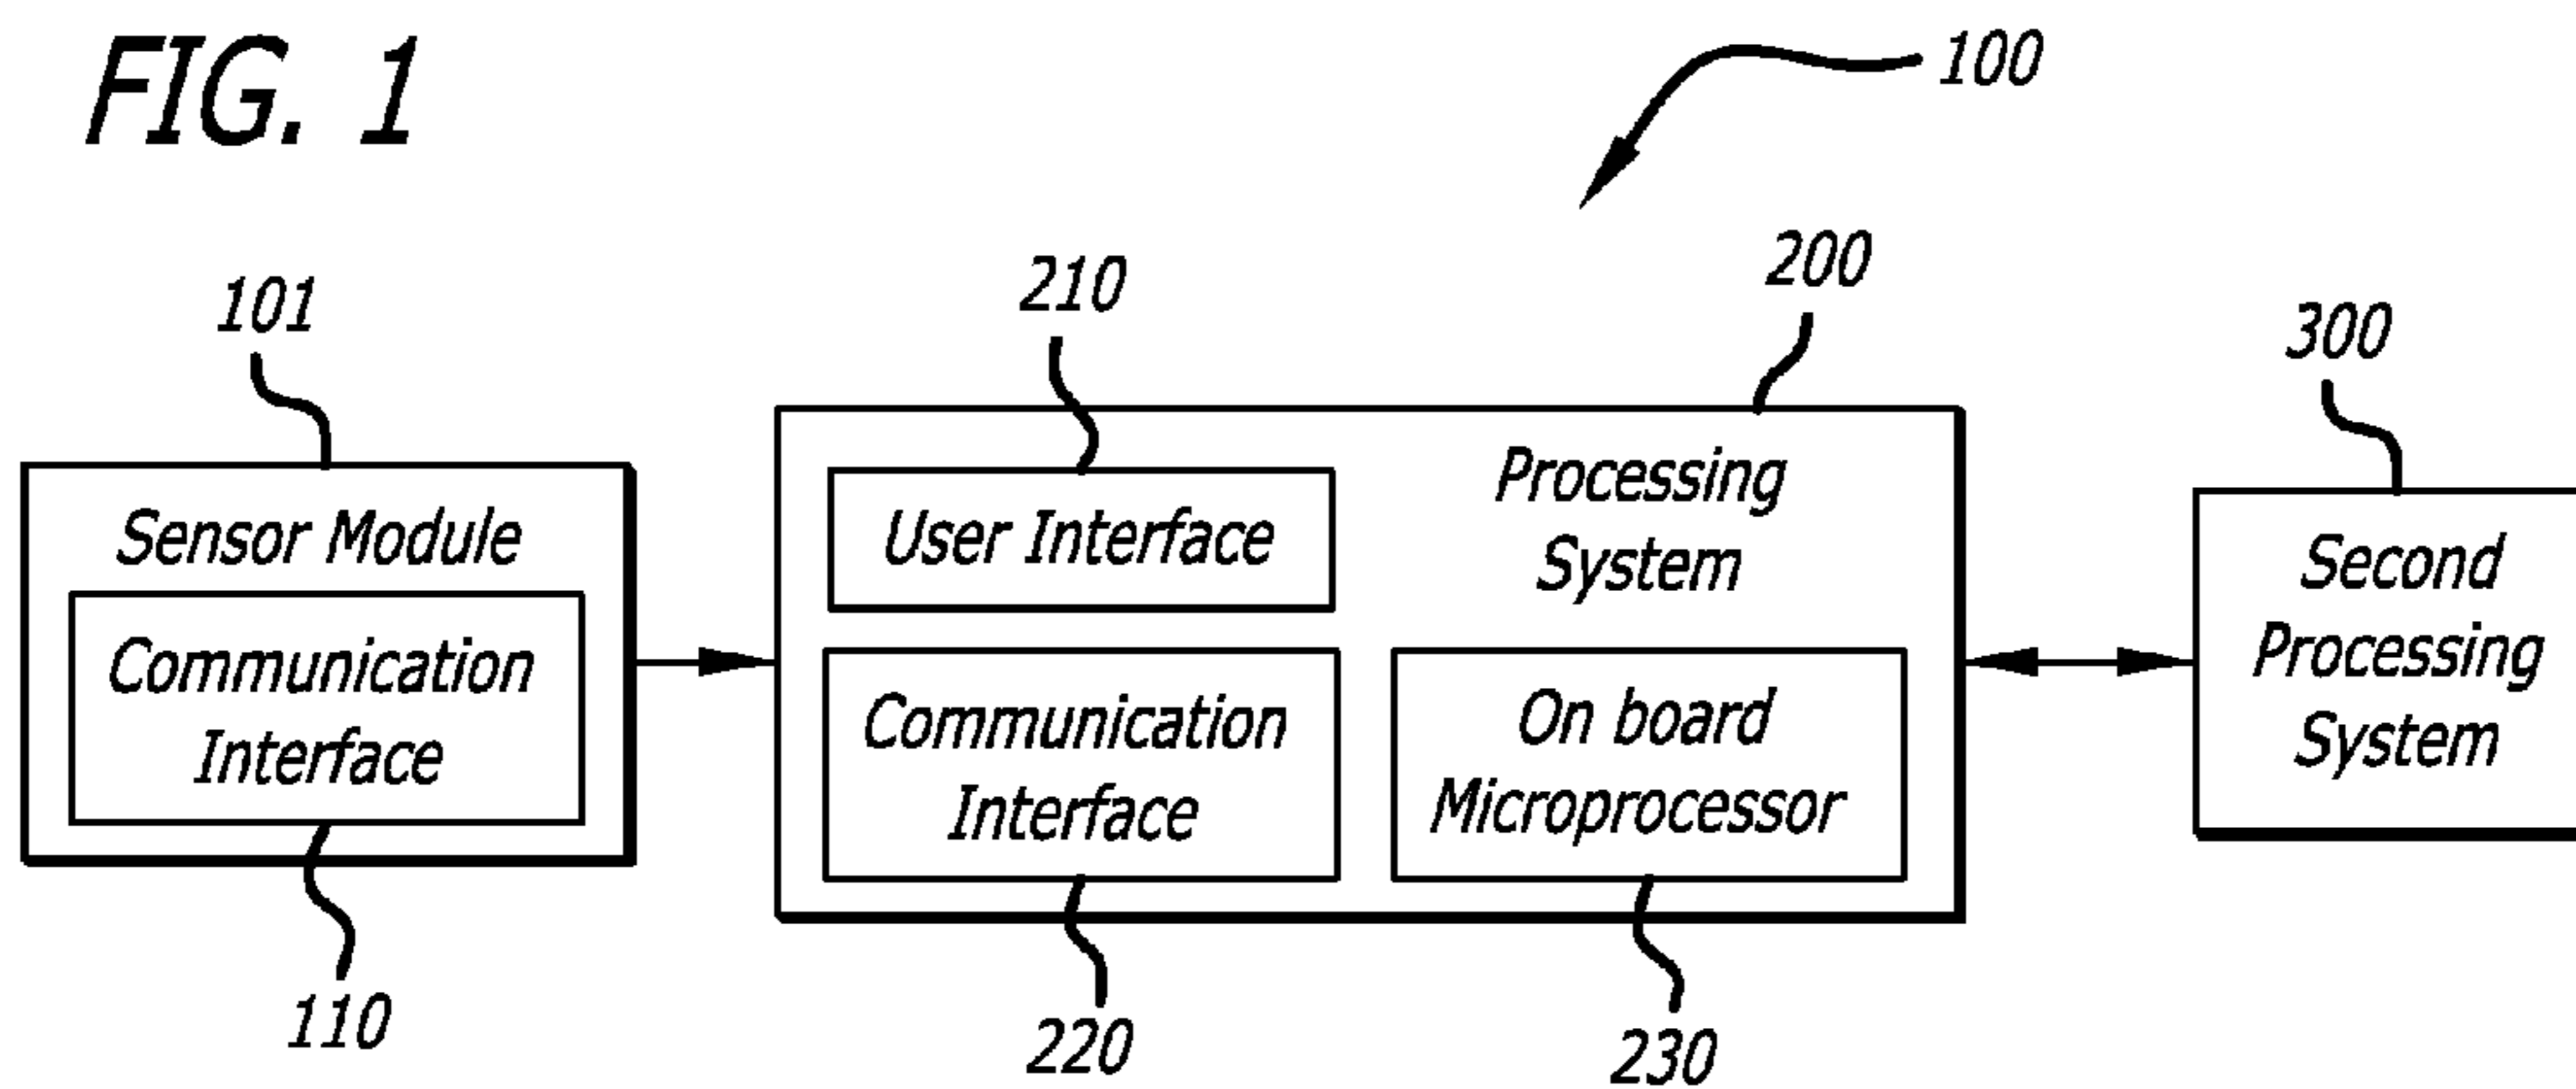 FIG. 1
100
101
210
200
300
Sensor Module
Communication
Interface
110
User Interface
Processing
System
Communication
Interface
On board
Microprocessor
220
230
Second
Processing
System